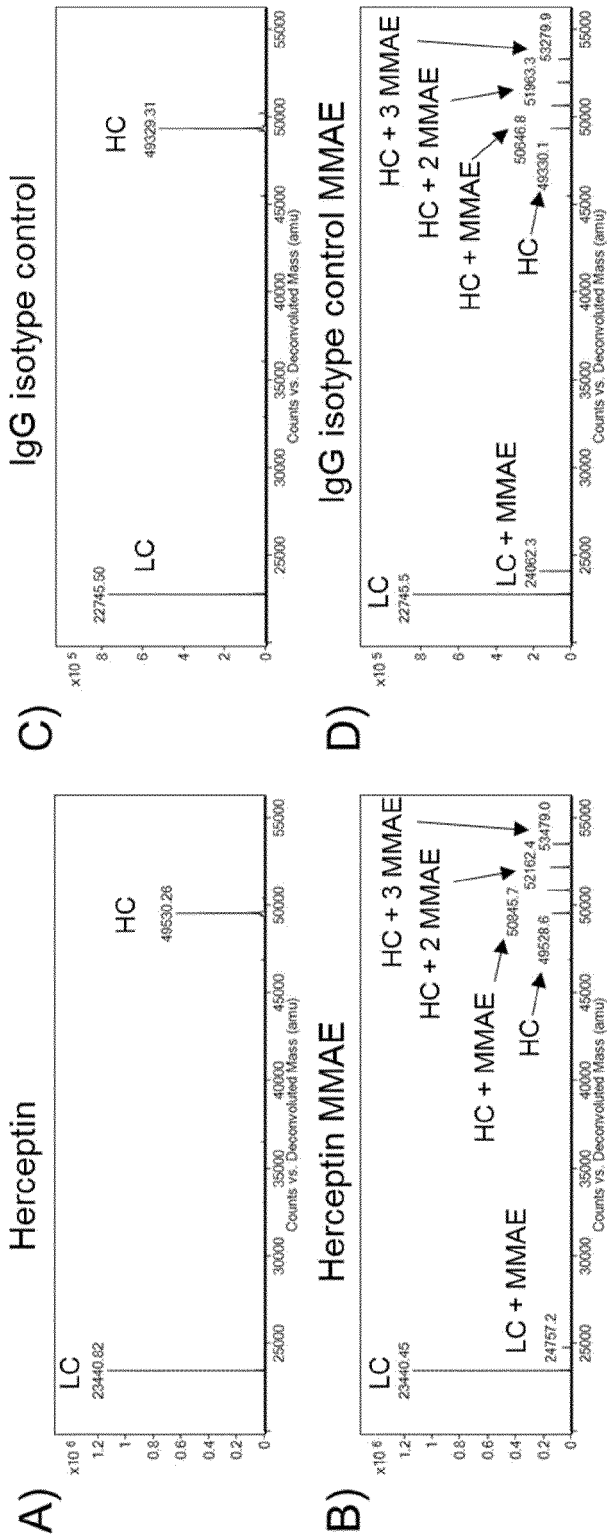 A)
Herceptin
x10 6
1.2
1
0.8
0.6
0.4
0.2
0
LC
23440.82
HC
49530.26
25000 30000 35000 40000 45000 50000 55000
Counts vs. Deconvoluted Mass (amu)
B)
Herceptin MMAE
x10 6
1.2
1
0.8
0.6
0.4
0.2
0
LC
23440.45
LC + MMAE
24757.2
HC
49528.6
HC + MMAE
50845.7
HC + 2 MMAE
52162.4
HC + 3 MMAE
53479.0
25000 30000 35000 40000 45000 50000 55000
Counts vs. Deconvoluted Mass (amu)
C)
IgG isotype control
x10 5
8
6
4
2
0
22745.50
LC
HC
49329.31
25000 30000 35000 40000 45000 50000 55000
Counts vs. Deconvoluted Mass (amu)
D)
IgG isotype control MMAE
x10 5
8
6
4
2
0
LC
22745.5
LC + MMAE
24062.3
HC
49330.1
HC + MMAE
50646.8
HC + 2 MMAE
51963.3
HC + 3 MMAE
53279.9
25000 30000 35000 40000 45000 50000 55000
Counts vs. Deconvoluted Mass (amu)